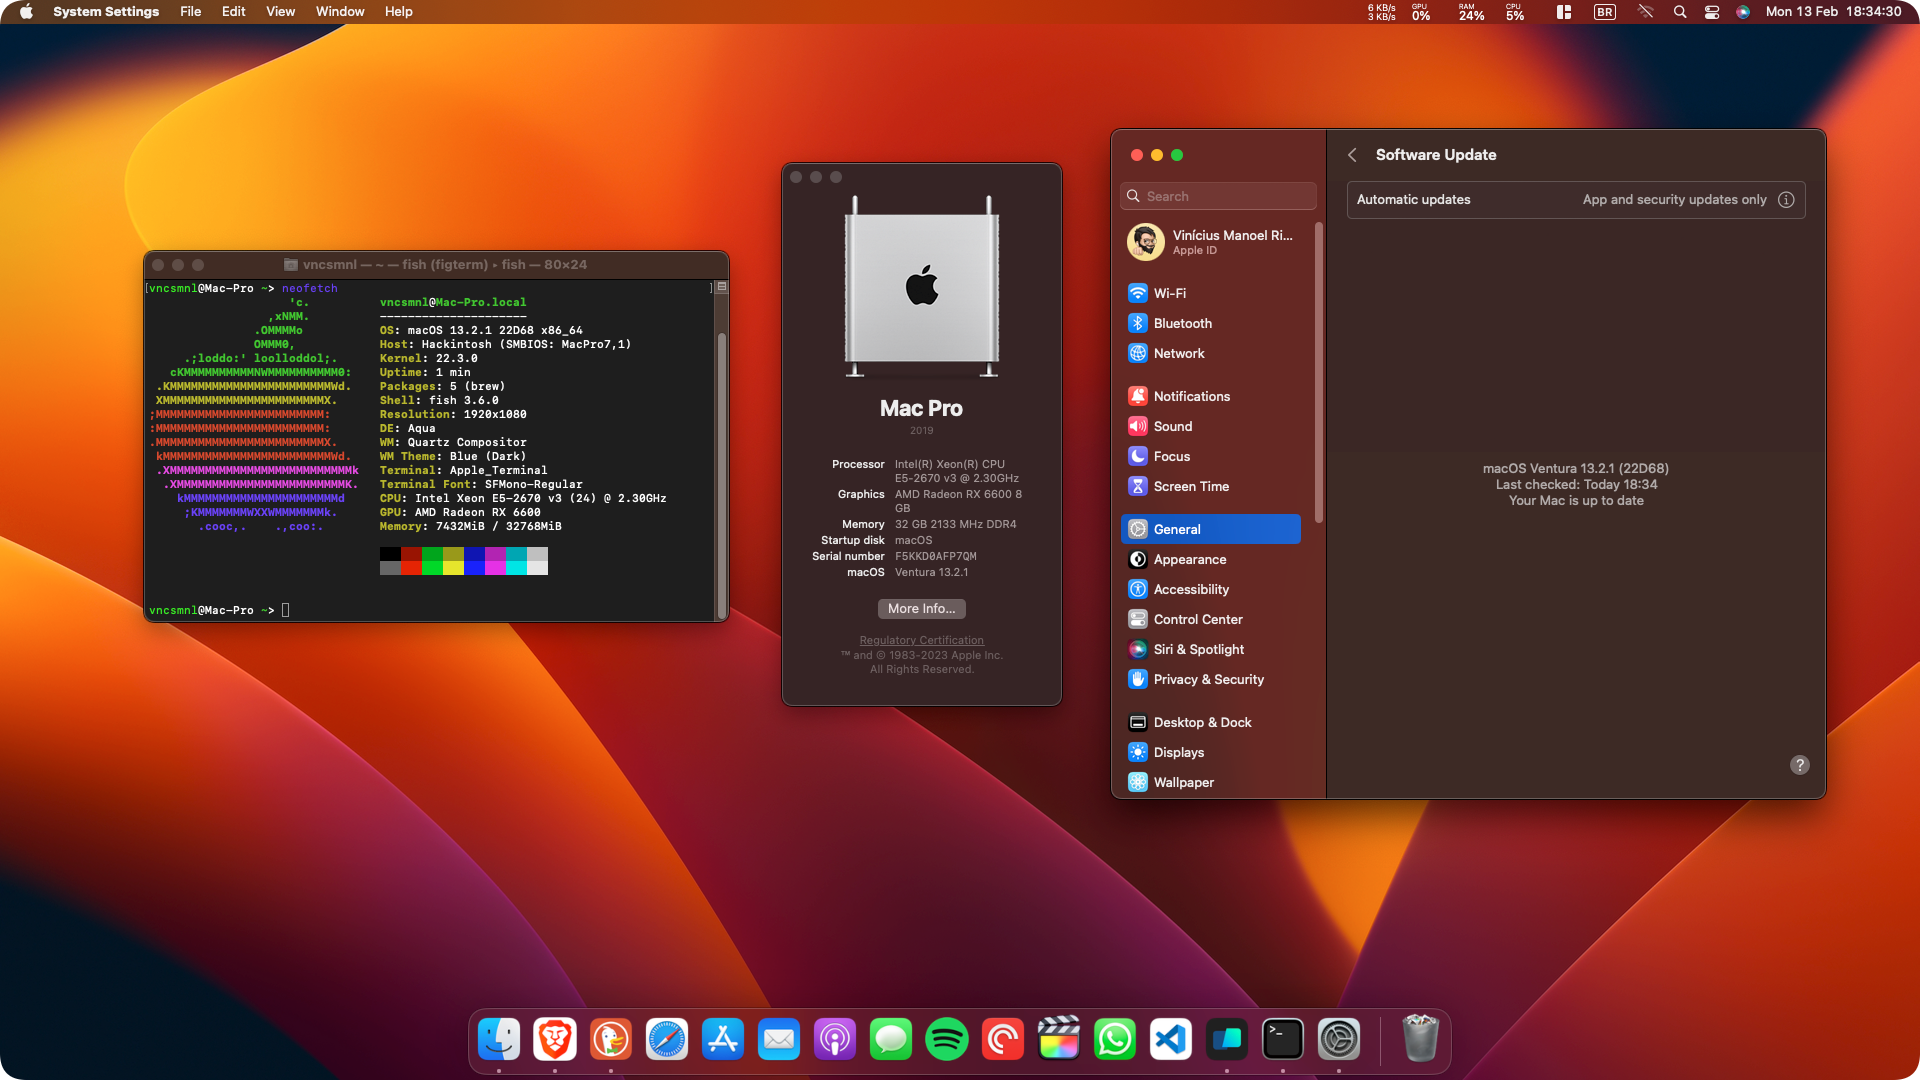 System Settings File Edit View Window Help
6 KB/s
3 KB/s
GPU
0%
RAM
24%
CPU
5%
BR
Mon 13 Feb 18:34:30
vncsmnl — ~ — fish (figterm) ▸ fish — 80×24
[vncsmnl@Mac-Pro ~> neofetch ]
'c. vncsmnl@Mac-Pro.local
,xNMM. ---------------------
.OMMMMo OS: macOS 13.2.1 22D68 x86_64
OMMM0, Host: Hackintosh (SMBIOS: MacPro7,1)
.;loddo:' loolloddol;. Kernel: 22.3.0
cKMMMMMMMMMMNWMMMMMMMMMM0: Uptime: 1 min
.KMMMMMMMMMMMMMMMMMMMMMMMWd. Packages: 5 (brew)
XMMMMMMMMMMMMMMMMMMMMMMMX. Shell: fish 3.6.0
;MMMMMMMMMMMMMMMMMMMMMMMM: Resolution: 1920x1080
:MMMMMMMMMMMMMMMMMMMMMMMM: DE: Aqua
.MMMMMMMMMMMMMMMMMMMMMMMMX. WM: Quartz Compositor
kMMMMMMMMMMMMMMMMMMMMMMMMWd. WM Theme: Blue (Dark)
.XMMMMMMMMMMMMMMMMMMMMMMMMMMk Terminal: Apple_Terminal
.XMMMMMMMMMMMMMMMMMMMMMMMMK. Terminal Font: SFMono-Regular
kMMMMMMMMMMMMMMMMMMMMMMd CPU: Intel Xeon E5-2670 v3 (24) @ 2.30GHz
;KMMMMMMMWXXWMMMMMMMk. GPU: AMD Radeon RX 6600
.cooc,. .,coo:. Memory: 7432MiB / 32768MiB
vncsmnl@Mac-Pro ~>
Mac Pro
2019
Processor Intel(R) Xeon(R) CPU
E5-2670 v3 @ 2.30GHz
Graphics AMD Radeon RX 6600 8
GB
Memory 32 GB 2133 MHz DDR4
Startup disk macOS
Serial number F5KKD0AFP7QM
macOS Ventura 13.2.1
More Info...
Regulatory Certification
™ and © 1983-2023 Apple Inc.
All Rights Reserved.
Search
Vinícius Manoel Ri...
Apple ID
Wi-Fi
Bluetooth
Network
Notifications
Sound
Focus
Screen Time
General
Appearance
Accessibility
Control Center
Siri & Spotlight
Privacy & Security
Desktop & Dock
Displays
Wallpaper
Software Update
Automatic updates App and security updates only
macOS Ventura 13.2.1 (22D68)
Last checked: Today 18:34
Your Mac is up to date
?
>_